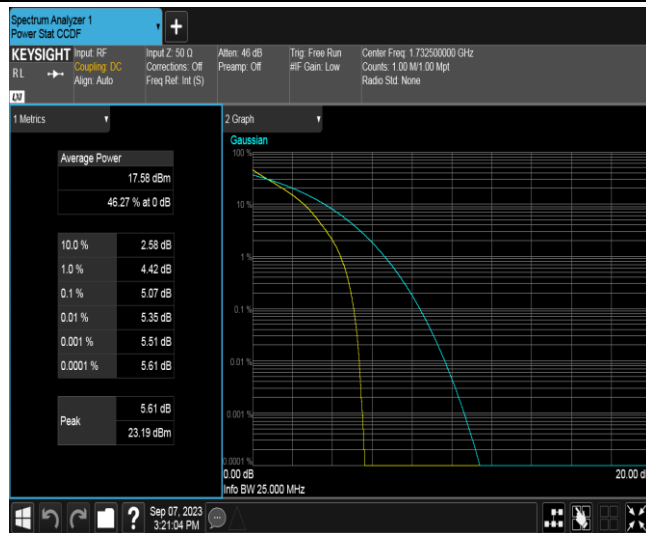 Spectrum Analyzer 1
Power Stat CCDF
+
KEYSIGHT
RL
LXI
Input: RF
Coupling: DC
Align: Auto
Input Z: 50 Ω
Corrections: Off
Freq Ref: Int (S)
Atten: 46 dB
Preamp: Off
Trig: Free Run
#IF Gain: Low
Center Freq: 1.732500000 GHz
Counts: 1.00 M/1.00 Mpt
Radio Std: None
1 Metrics
Average Power
17.58 dBm
46.27 % at 0 dB
10.0 % 2.58 dB
1.0 % 4.42 dB
0.1 % 5.07 dB
0.01 % 5.35 dB
0.001 % 5.51 dB
0.0001 % 5.61 dB
Peak
5.61 dB
23.19 dBm
2 Graph
Gaussian
100 %
10 %
1 %
0.1 %
0.01 %
0.001 %
0.0001 %
0.00 dB
20.00 d
Info BW 25.000 MHz
?
Sep 07, 2023
3:21:04 PM